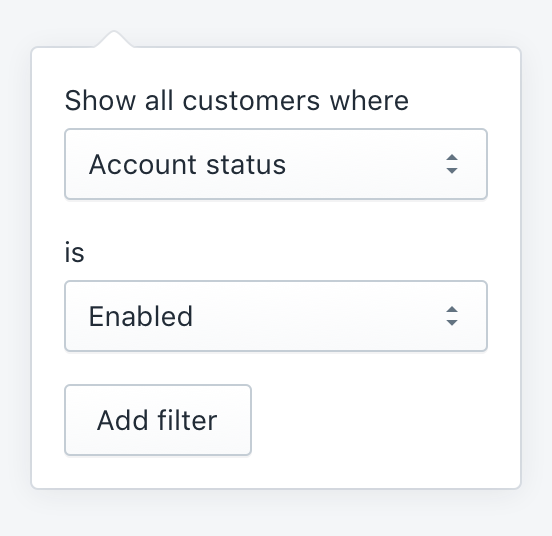 Show all customers where
Account status
is
Enabled
Add filter